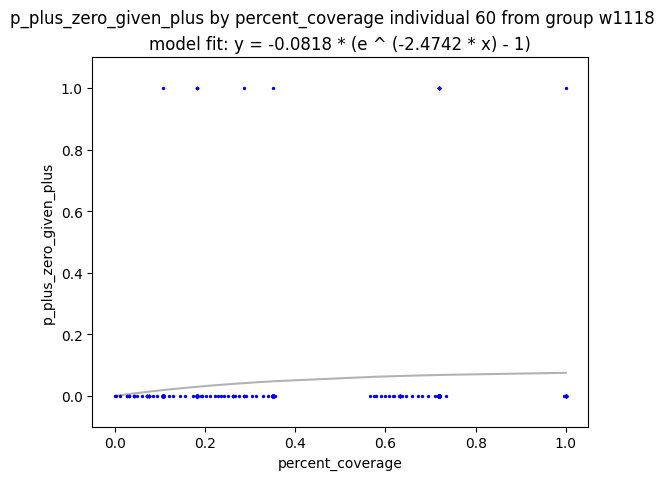 p_plus_zero_given_plus by percent_coverage individual 60 from group w1118
model fit: y = -0.0818 * (e ^ (-2.4742 * x) - 1)
p_plus_zero_given_plus
1.0
0.8
0.6
0.4
0.2
0.0
0.0 0.2 0.4 0.6 0.8 1.0
percent_coverage